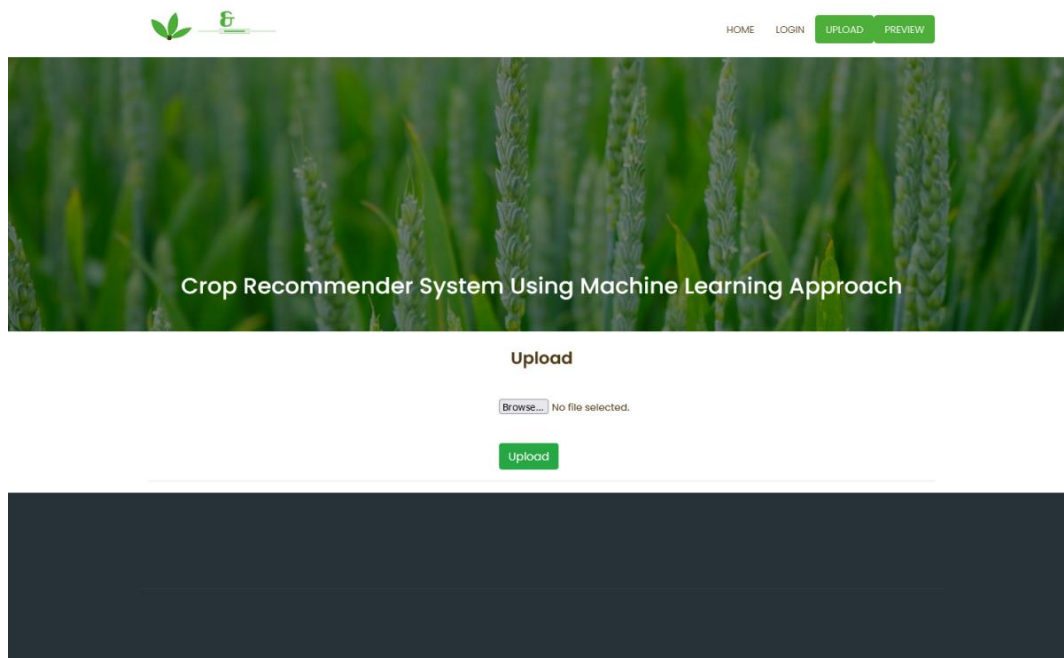 &
HOME LOGIN UPLOAD PREVIEW
Crop Recommender System Using Machine Learning Approach
Upload
Browse... No file selected.
Upload